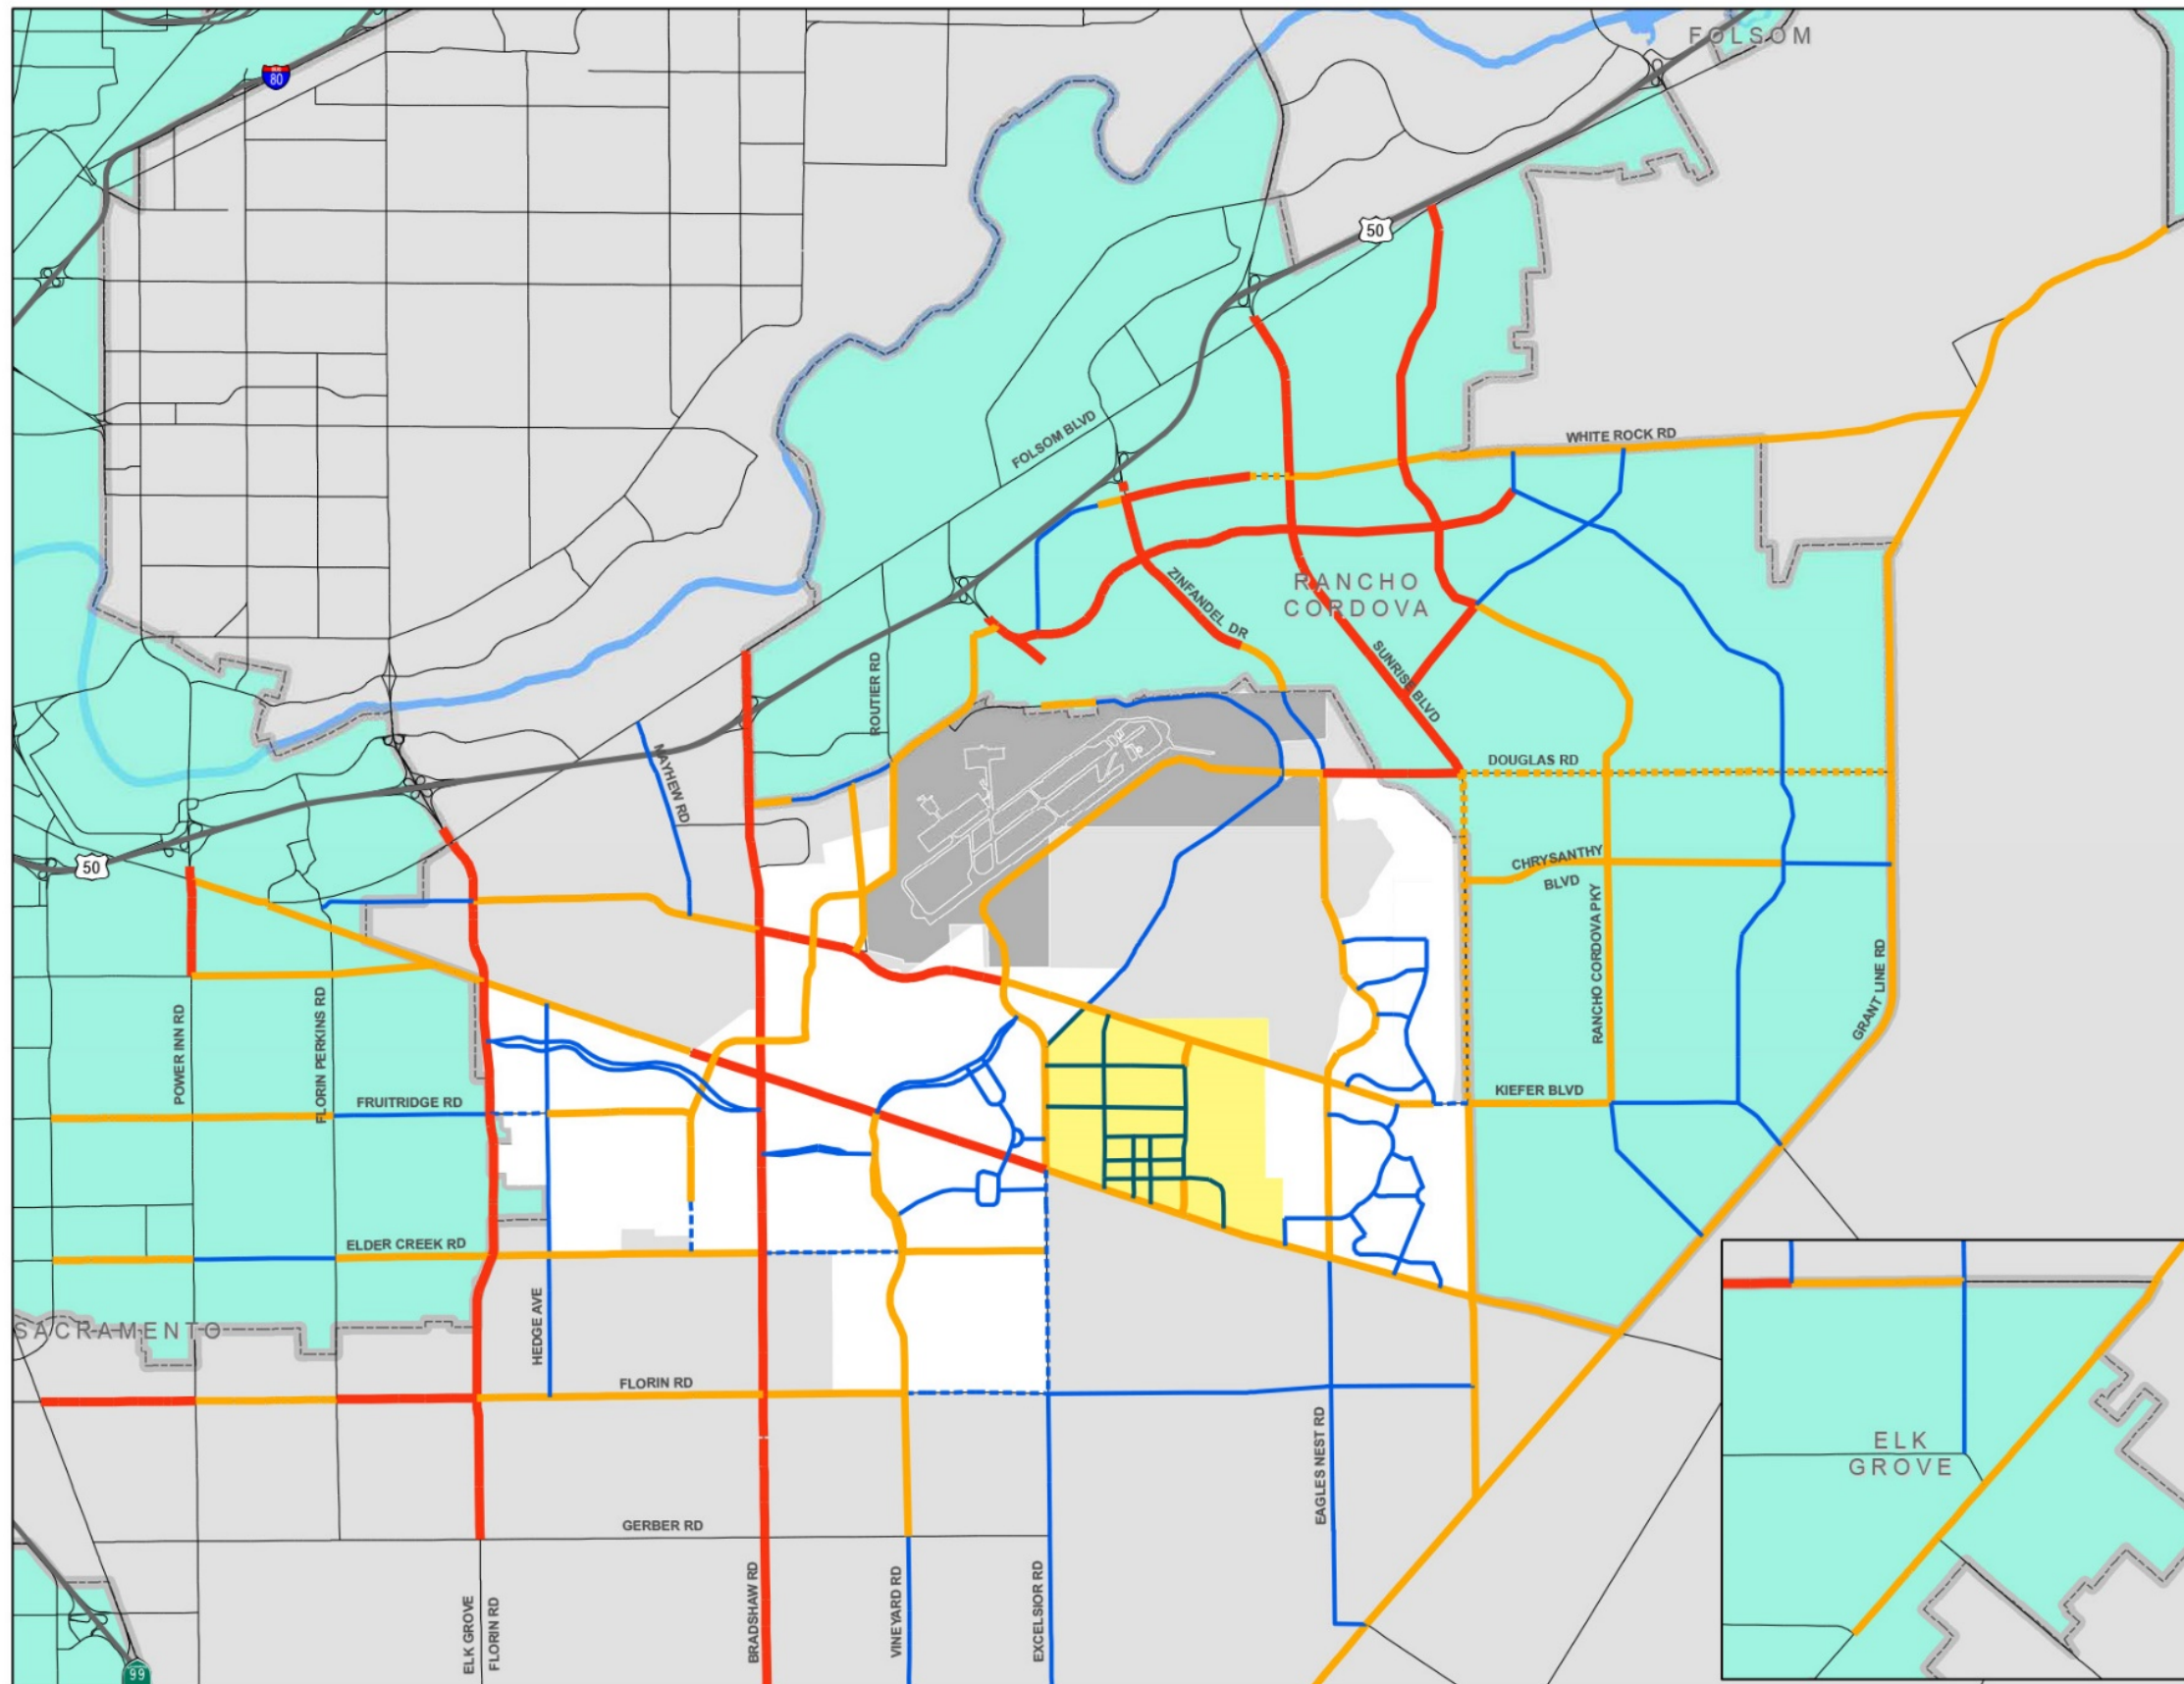 FOLSOM
80
50
FOLSOM BLVD
WHITE ROCK RD
RANCHO
CORDOVA
ZINFANDEL DR
SUNRISE BLVD
ROUTIER RD
MAYHEW RD
DOUGLAS RD
50
CHRYSANTHY
BLVD
RANCHO CORDOVA PKY
GRANT LINE RD
POWER INN RD
FLORIN PERKINS RD
FRUITRIDGE RD
KIEFER BLVD
ELDER CREEK RD
HEDGE AVE
SACRAMENTO
FLORIN RD
EAGLES NEST RD
ELK
GROVE
GERBER RD
ELK GROVE
FLORIN RD
BRADSHAW RD
VINEYARD RD
EXCELSIOR RD
99